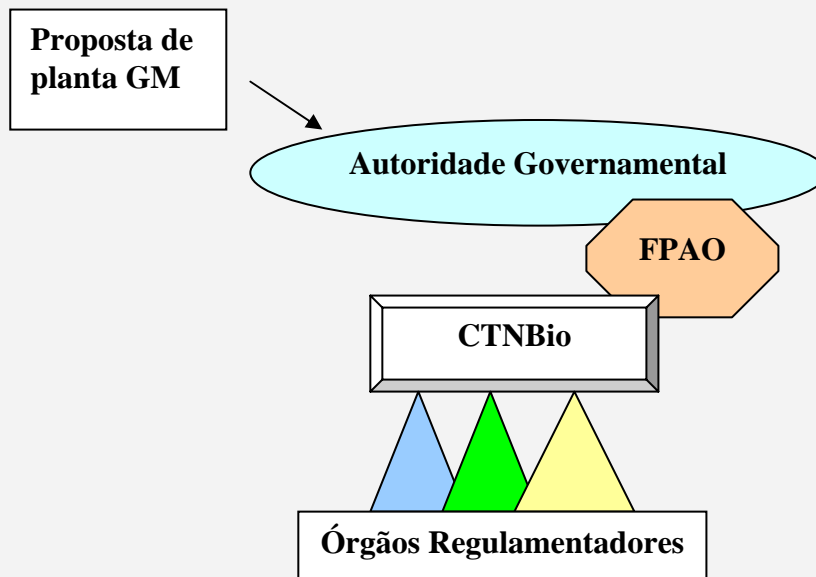 Proposta de
planta GM
Autoridade Governamental
FPAO
CTNBio
Órgãos Regulamentadores